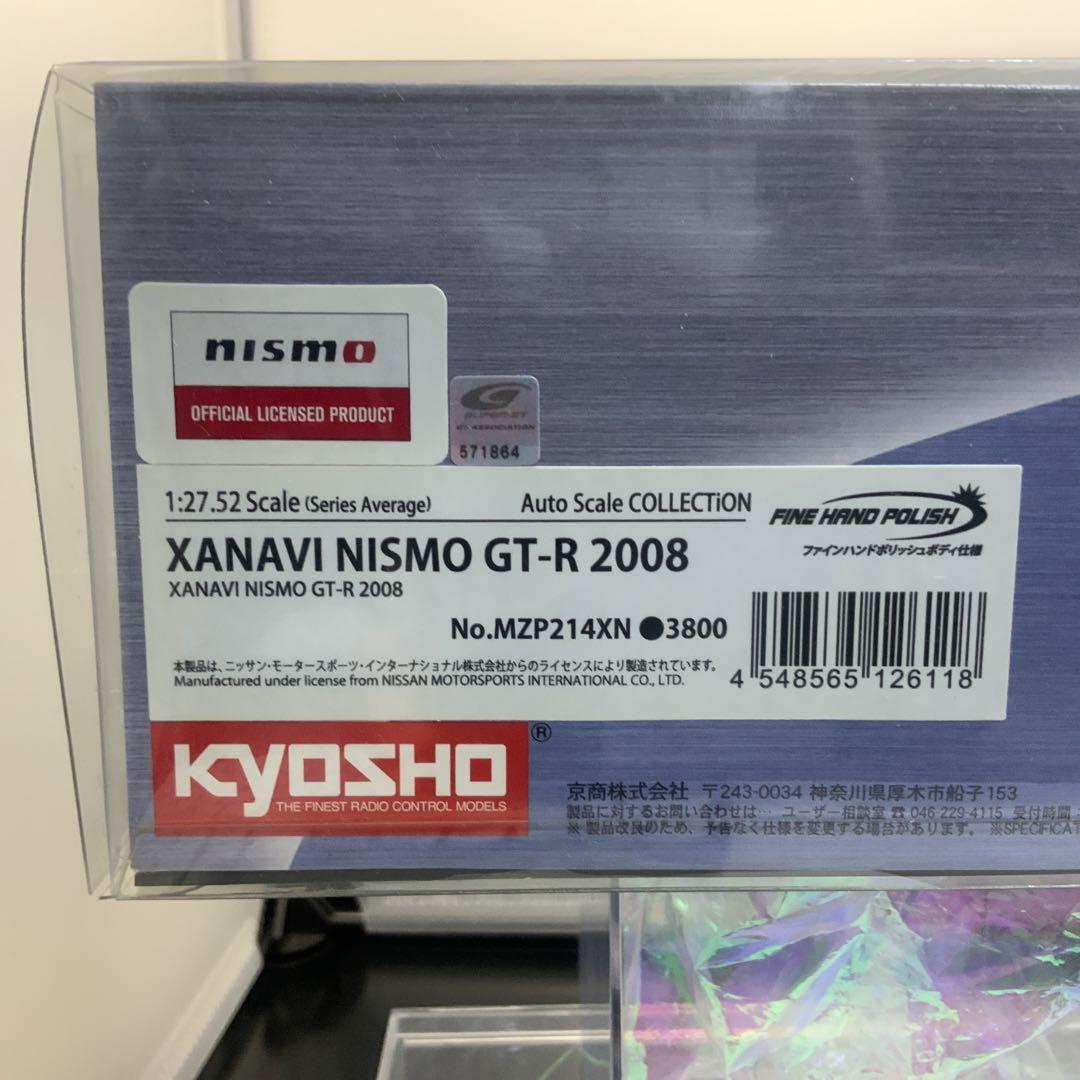 nismo
OFFICIAL LICENSED PRODUCT
SUPER GT
GT ASSOCIATION
571864
1:27.52 Scale (Series Average)
Auto Scale COLLECTiON
FINE HAND POLISH
ファインハンドポリッシュボディ仕様
XANAVI NISMO GT-R 2008
XANAVI NISMO GT-R 2008
No.MZP214XN ●3800
本製品は、ニッサン・モータースポーツ・インターナショナル株式会社からのライセンスにより製造されています。
Manufactured under license from NISSAN MOTORSPORTS INTERNATIONAL CO., LTD.
4 548565 126118
KYOSHO ®
THE FINEST RADIO CONTROL MODELS
京商株式会社 〒243-0034 神奈川県厚木市船子153
製品に対するお問い合わせは… ユーザー相談室 ☎ 046-229-4115 受付時間
※ 製品改良のため、予告なく仕様を変更する場合があります。 ※SPECIFICAT